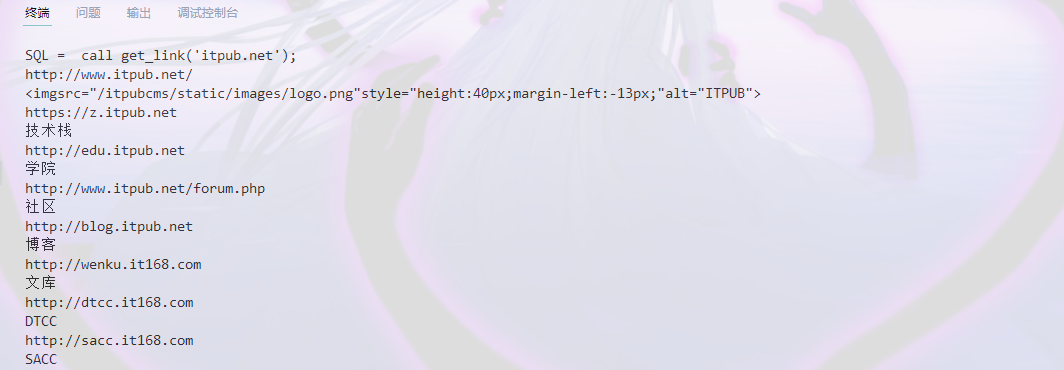 终端 问题 输出 调试控制台
SQL =  call get_link('itpub.net');
http://www.itpub.net/
<imgsrc="/itpubcms/static/images/logo.png"style="height:40px;margin-left:-13px;"alt="ITPUB">
https://z.itpub.net
技术栈
http://edu.itpub.net
学院
http://www.itpub.net/forum.php
社区
http://blog.itpub.net
博客
http://wenku.it168.com
文库
http://dtcc.it168.com
DTCC
http://sacc.it168.com
SACC